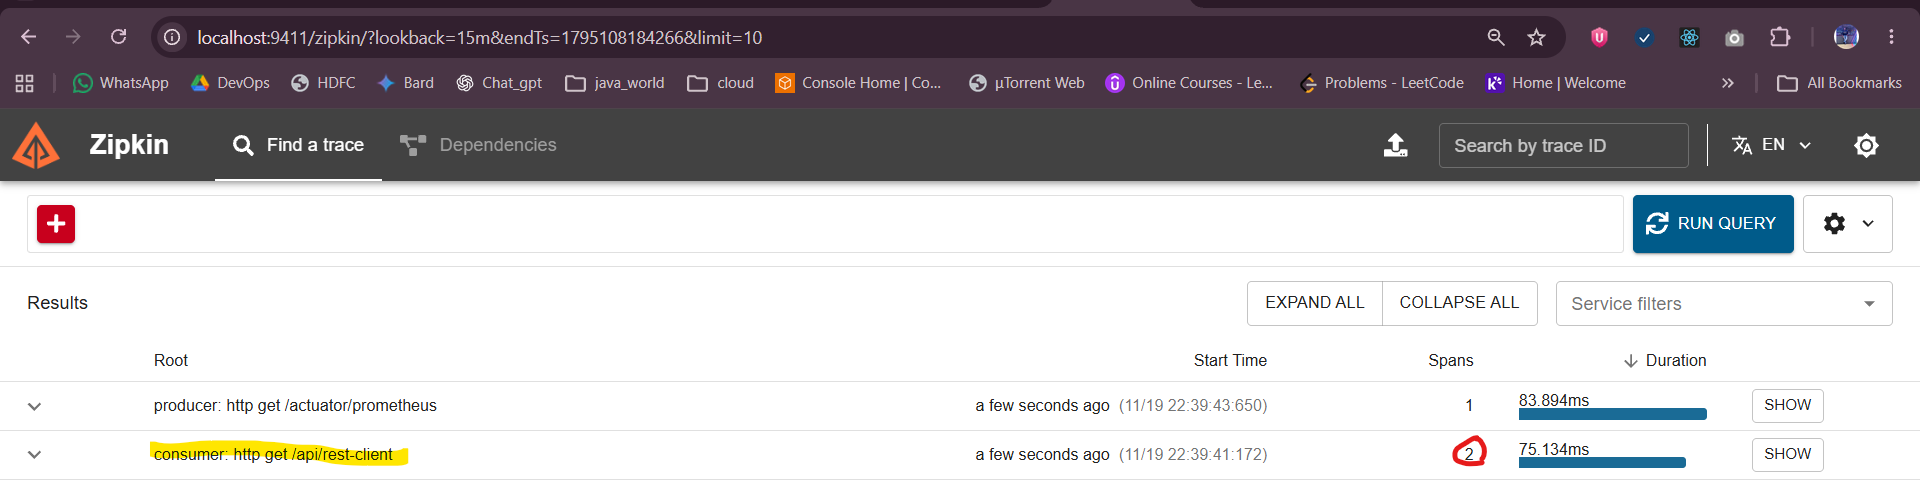 localhost:9411/zipkin/?lookback=15m&endTs=1795108184266&limit=10
WhatsApp DevOps HDFC Bard Chat_gpt java_world cloud Console Home | Co... µTorrent Web Online Courses - Le... Problems - LeetCode Home | Welcome » All Bookmarks
Zipkin Find a trace Dependencies Search by trace ID EN
RUN QUERY
Results EXPAND ALL COLLAPSE ALL Service filters
Root Start Time Spans Duration
producer: http get /actuator/prometheus a few seconds ago (11/19 22:39:43:650) 1 83.894ms SHOW
consumer: http get /api/rest-client a few seconds ago (11/19 22:39:41:172) 2 75.134ms SHOW